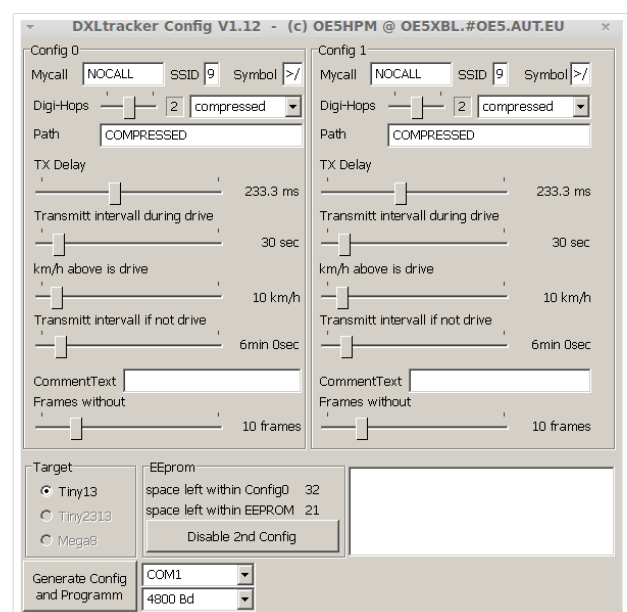 DXLtracker Config V1.12 - (c) OE5HPM @ OE5XBL.#OE5.AUT.EU
Config 0
Mycall NOCALL SSID 9 Symbol >/
Digi-Hops 2 compressed
Path COMPRESSED
TX Delay
233.3 ms
Transmitt intervall during drive
30 sec
km/h above is drive
10 km/h
Transmitt intervall if not drive
6min 0sec
CommentText
Frames without
10 frames
Config 1
Mycall NOCALL SSID 9 Symbol >/
Digi-Hops 2 compressed
Path COMPRESSED
TX Delay
233.3 ms
Transmitt intervall during drive
30 sec
km/h above is drive
10 km/h
Transmitt intervall if not drive
6min 0sec
CommentText
Frames without
10 frames
Target
Tiny13
Tiny2313
Mega8
EEprom
space left within Config0 32
space left within EEPROM 21
Disable 2nd Config
Generate Config
and Programm
COM1
4800 Bd